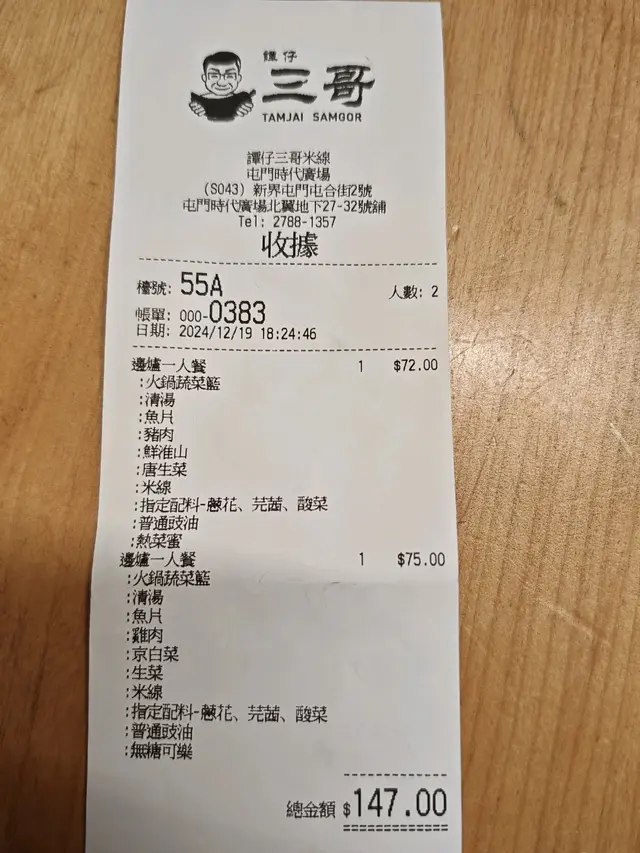 譚仔
三哥
TAMJAI SAMGOR
譚仔三哥米線
屯門時代廣場
(S043) 新界屯門屯合街2號
屯門時代廣場北翼地下27-32號舖
Tel: 2788-1357
收據
檯號: 55A 人數: 2
帳單: 000-0383
日期: 2024/12/19 18:24:46
邊爐一人餐 1 $72.00
:火鍋蔬菜籃
:清湯
:魚片
:豬肉
:鮮淮山
:唐生菜
:米線
:指定配料-蔥花、芫茜、酸菜
:普通豉油
:熱菜蜜
邊爐一人餐 1 $75.00
:火鍋蔬菜籃
:清湯
:魚片
:雞肉
:京白菜
:生菜
:米線
:指定配料-蔥花、芫茜、酸菜
:普通豉油
:無糖可樂
總金額 $147.00